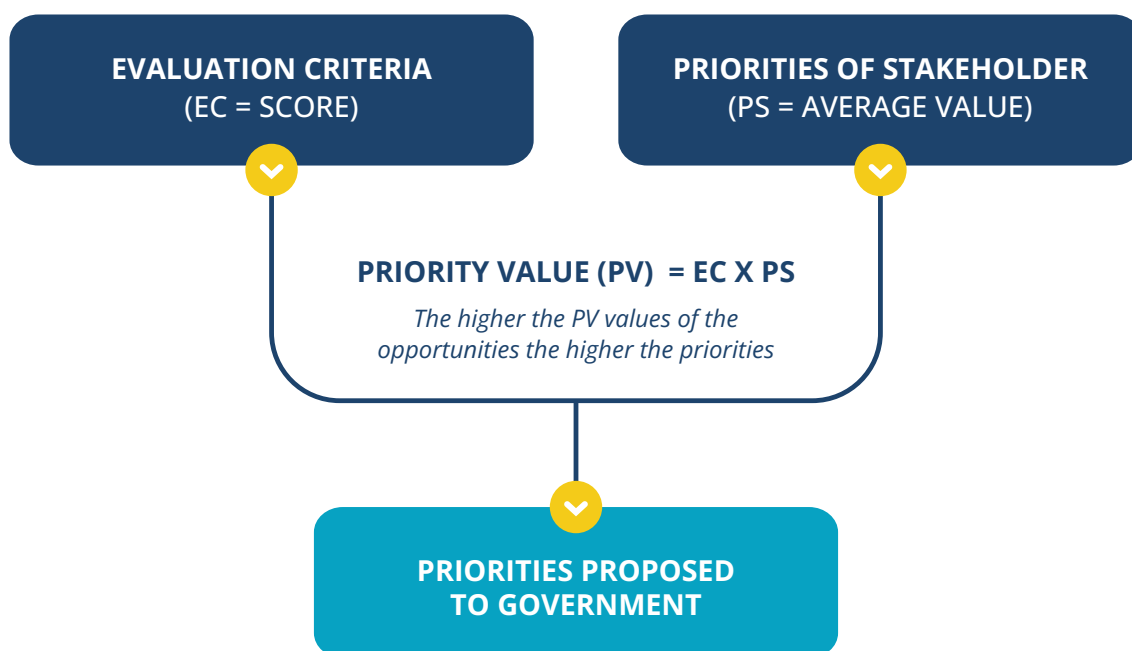 EVALUATION CRITERIA
(EC = SCORE)
PRIORITIES OF STAKEHOLDER
(PS = AVERAGE VALUE)
PRIORITY VALUE (PV)  = EC X PS
The higher the PV values of the
opportunities the higher the priorities
PRIORITIES PROPOSED
TO GOVERNMENT